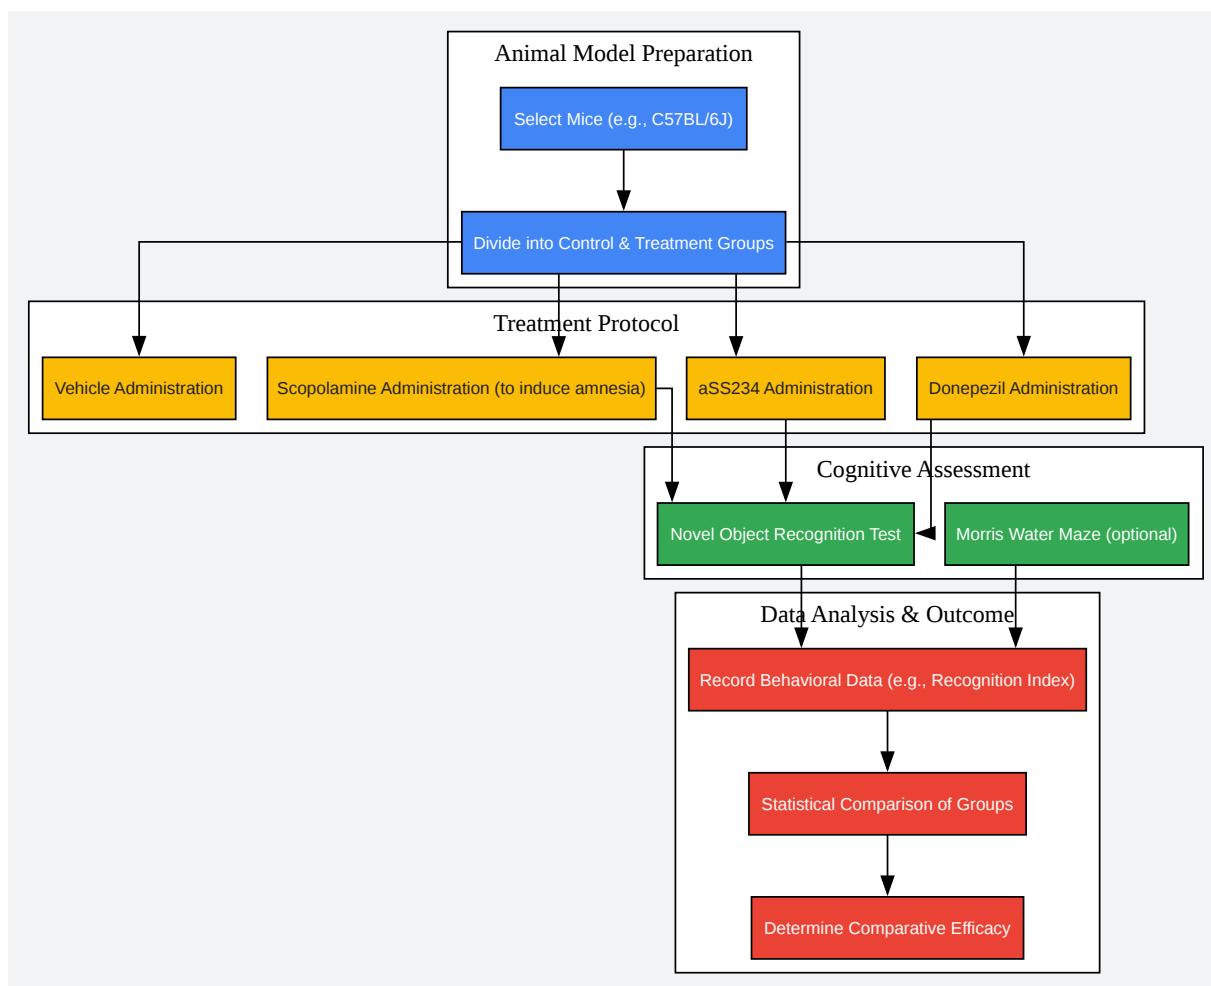 Animal Model Preparation
Select Mice (e.g., C57BL/6J)
Divide into Control & Treatment Groups
Treatment Protocol
Vehicle Administration
Scopolamine Administration (to induce amnesia)
aSS234 Administration
Donepezil Administration
Cognitive Assessment
Novel Object Recognition Test
Morris Water Maze (optional)
Data Analysis & Outcome
Record Behavioral Data (e.g., Recognition Index)
Statistical Comparison of Groups
Determine Comparative Efficacy